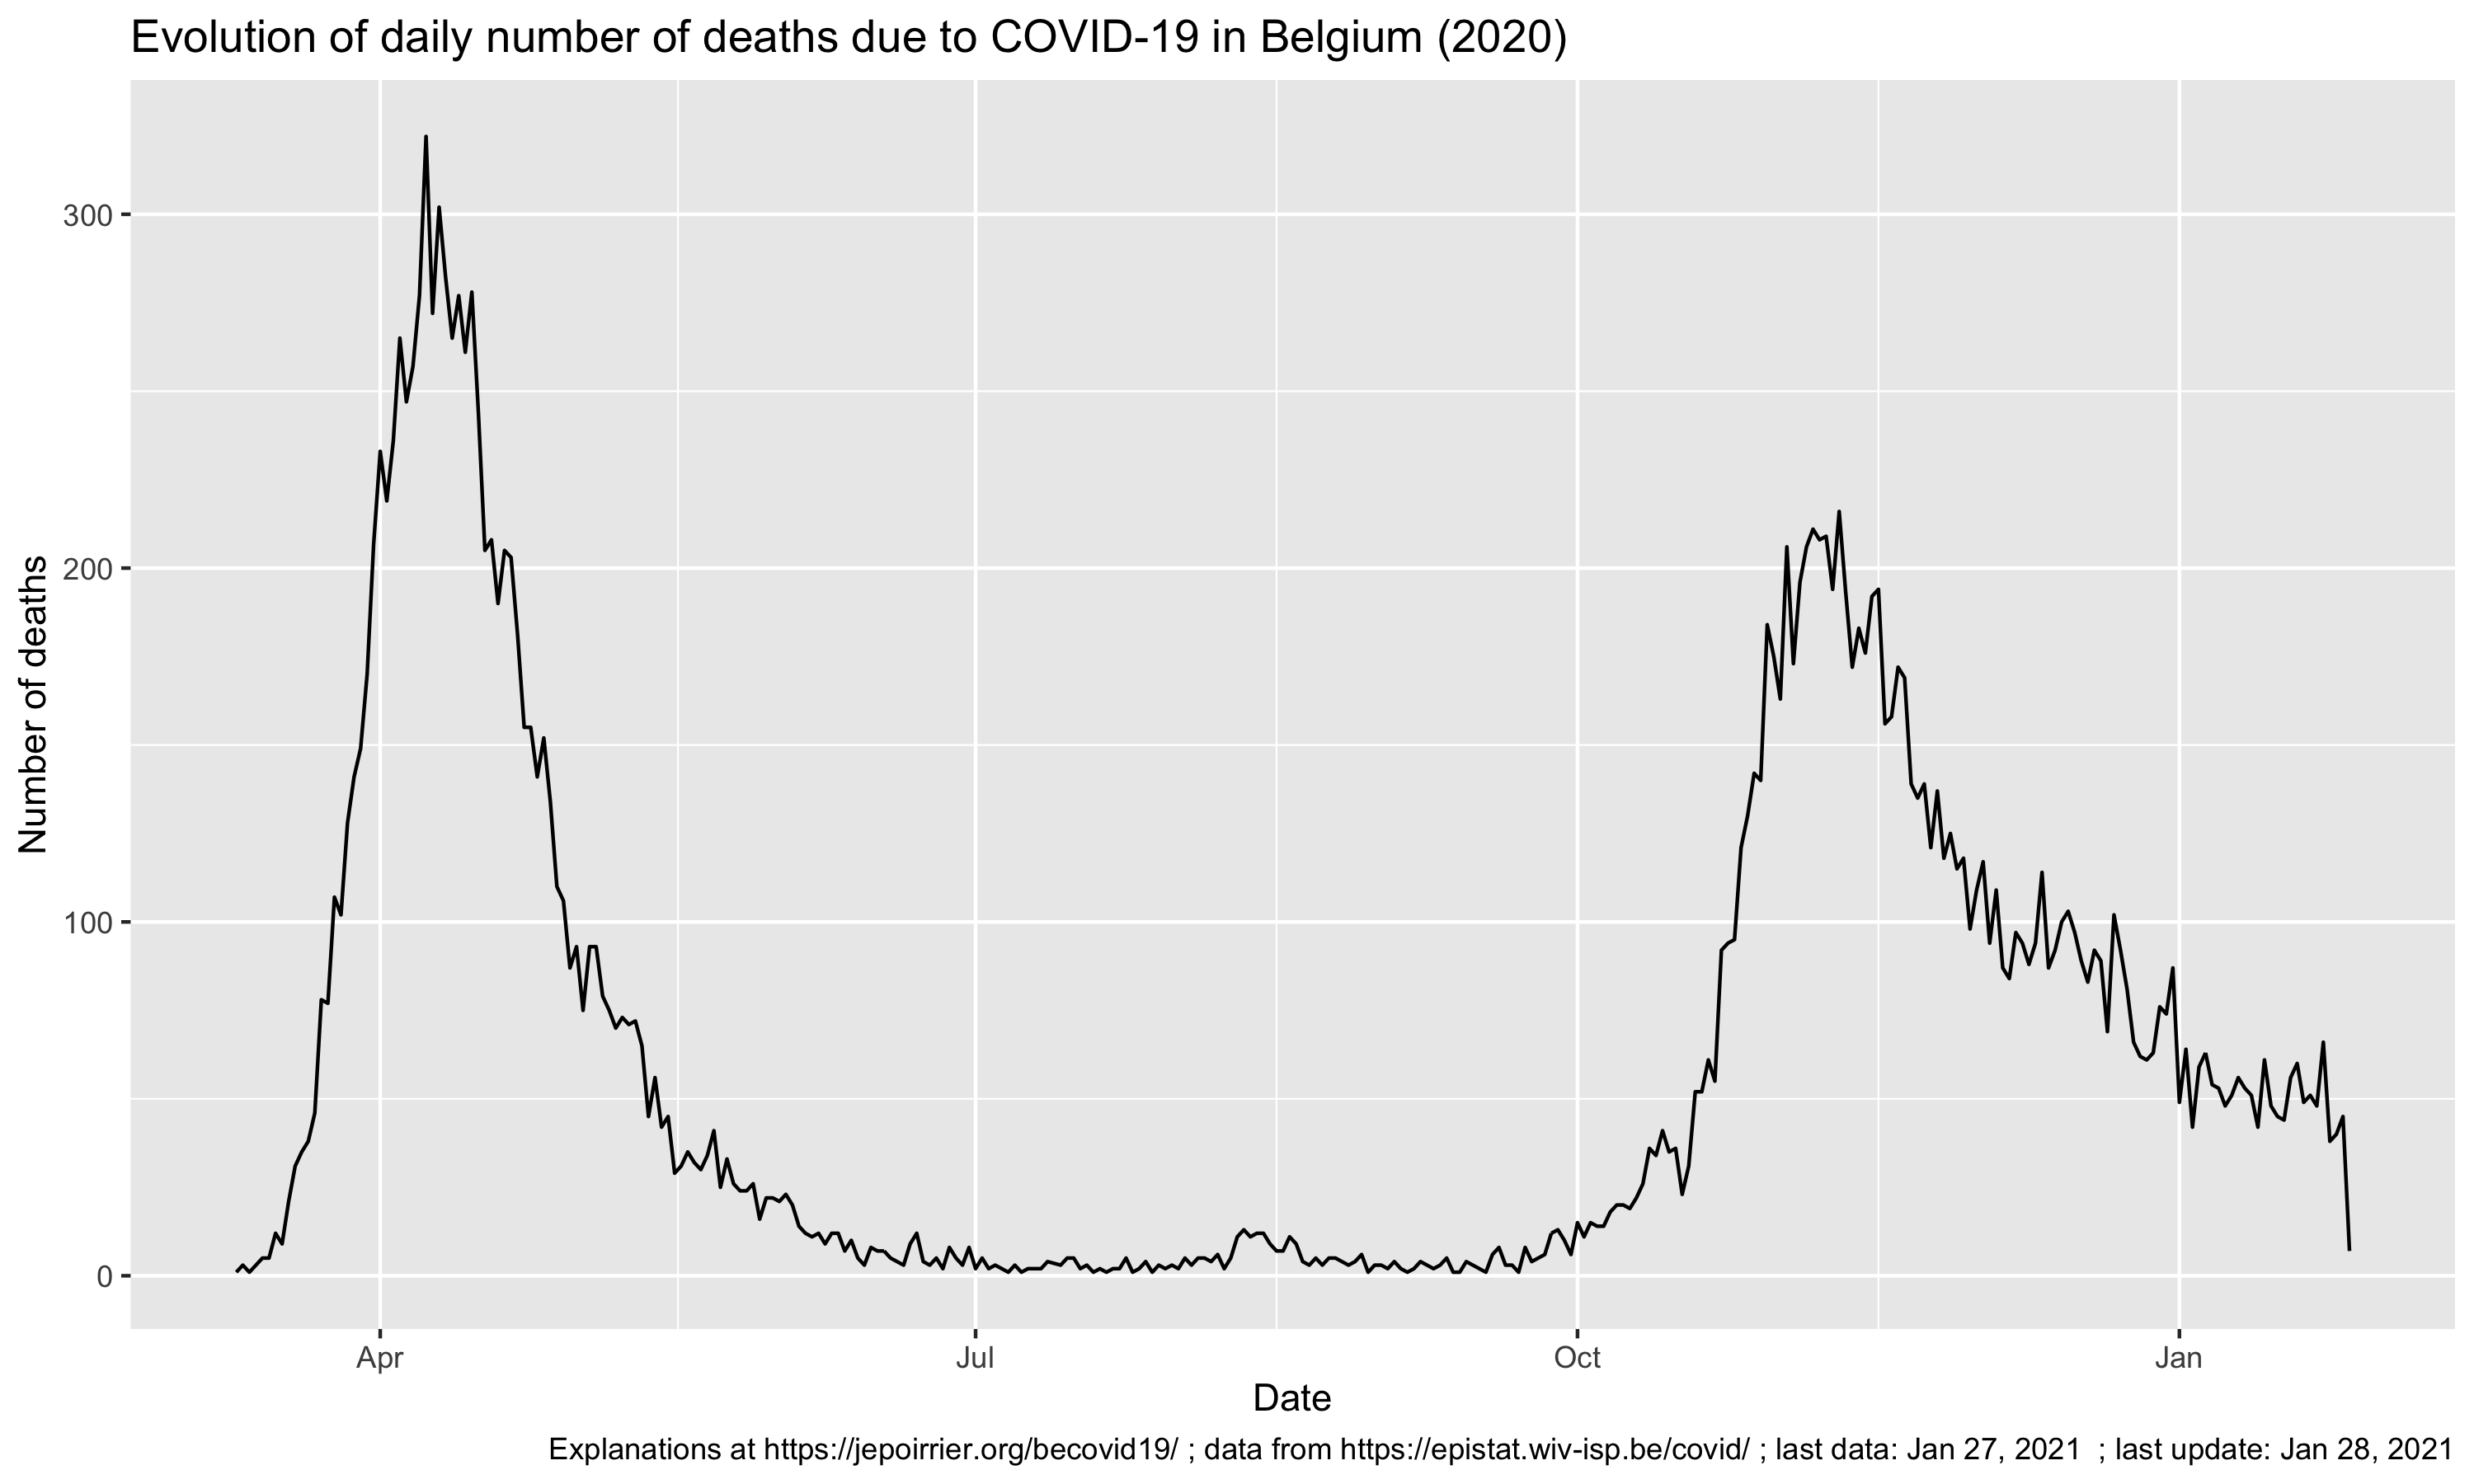 Evolution of daily number of deaths due to COVID-19 in Belgium (2020)
Number of deaths
300
200
100
0
Apr
Jul
Oct
Jan
Date
Explanations at https://jepoirrier.org/becovid19/ ; data from https://epistat.wiv-isp.be/covid/ ; last data: Jan 27, 2021  ; last update: Jan 28, 2021